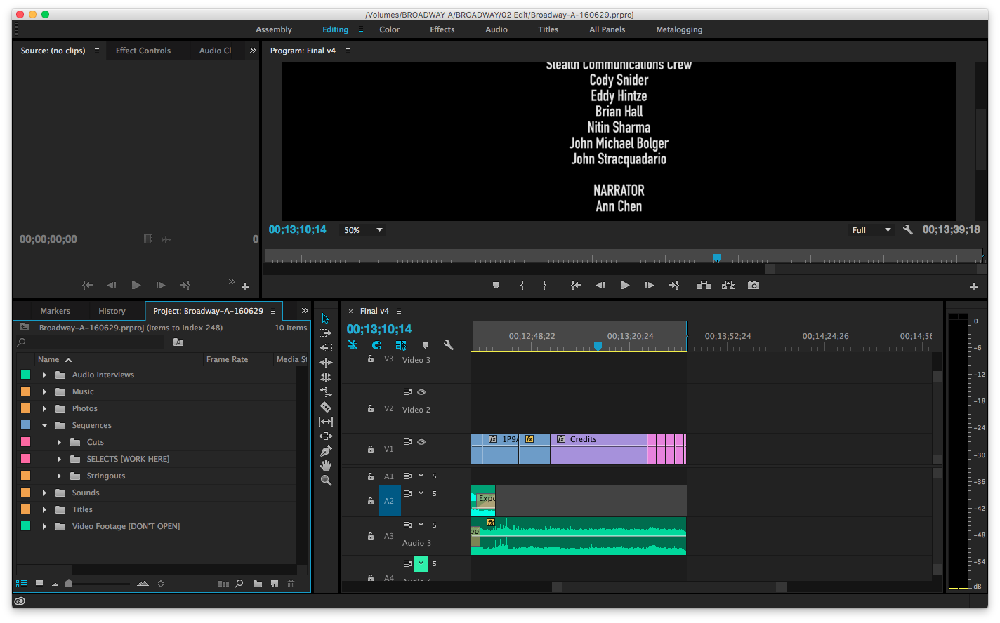 /Volumes/BROADWAY A/BROADWAY/02 Edit/Broadway-A-160629.prproj
Assembly Editing Color Effects Audio Titles All Panels Metalogging
Source: (no clips) Effect Controls Audio Cl
Program: Final v4
Stealth Communications Crew
Cody Snider
Eddy Hintze
Brian Hall
Nitin Sharma
John Michael Bolger
John Stracquadario
NARRATOR
Ann Chen
00;13;10;14 50% Full 00;13;39;18
00;00;00;00 0
Markers History Project: Broadway-A-160629
Broadway-A-160629.prproj (Items to index 248) 10 Items
Name Frame Rate Media St
Audio Interviews
Music
Photos
Sequences
Cuts
SELECTS [WORK HERE]
Stringouts
Sounds
Titles
Video Footage [DON'T OPEN]
× Final v4
00;13;10;14
00;12;48;22 00;13;20;24 00;13;52;24 00;14;24;26 00;14;56
V3 Video 3
V2 Video 2
V1 fx 1P9A fx fx Credits
A1 M S
A2 M S Expo
A3 M S Audio 3 po fx
A4 M S Audio 4
0
-6
-12
-18
-24
-30
-36
-42
-48
-54
dB